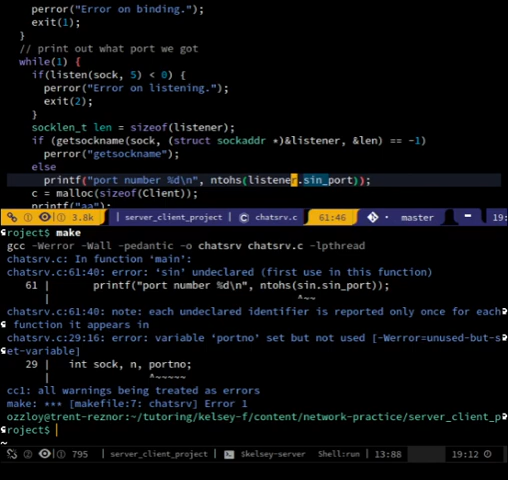 perror("Error on binding.");
exit(1);
}
// print out what port we got
while(1) {
if(listen(sock, 5) < 0) {
perror("Error on listening.");
exit(2);
}
socklen_t len = sizeof(listener);
if (getsockname(sock, (struct sockaddr *)&listener, &len) == -1)
perror("getsockname");
else
printf("port number %d\n", ntohs(listener.sin_port));
c = malloc(sizeof(Client));
printf("aa");
① 3.8k | server_client_project | C chatsrv.c 61:46 master 19:
roject$ make
gcc -Werror -Wall -pedantic -o chatsrv chatsrv.c -lpthread
chatsrv.c: In function ‘main’:
chatsrv.c:61:40: error: ‘sin’ undeclared (first use in this function)
61 | printf("port number %d\n", ntohs(sin.sin_port));
| ^~~
chatsrv.c:61:40: note: each undeclared identifier is reported only once for each
function it appears in
chatsrv.c:29:16: error: variable ‘portno’ set but not used [-Werror=unused-but-s
et-variable]
29 | int sock, n, portno;
| ^~~~~~
cc1: all warnings being treated as errors
make: *** [makefile:7: chatsrv] Error 1
ozzloy@trent-reznor:~/tutoring/kelsey-f/content/network-practice/server_client_p
roject$
~
② ① 795 | server_client_project | $kelsey-server Shell:run | 13:88 19:12